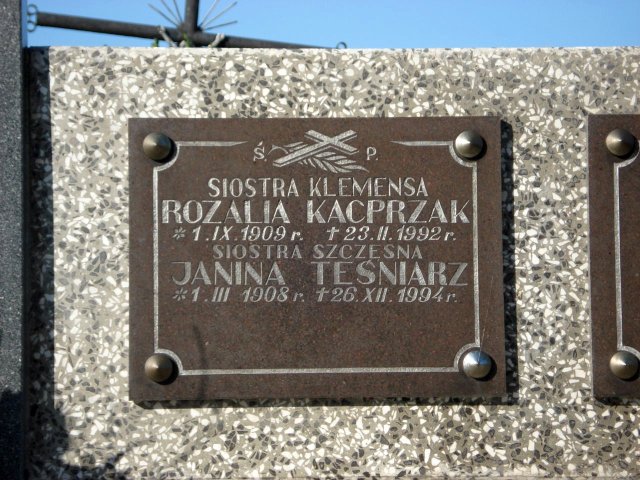 Ś P.
SIOSTRA KLEMENSA
ROZALIA KACPRZAK
* 1.IX.1909 r. † 23.II.1992 r.
SIOSTRA SZCZĘSNA
JANINA TEŚNIARZ
* 1.III 1908 r. † 26.XII.1994 r.